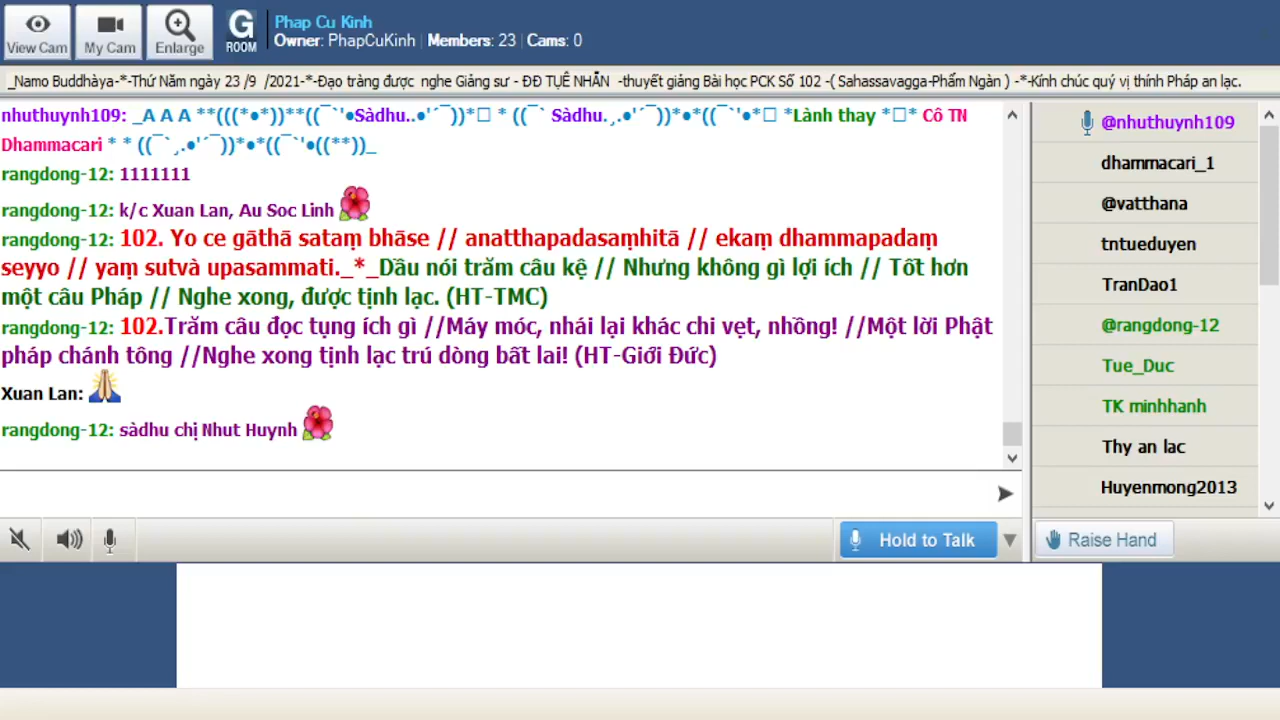 View Cam
My Cam
Enlarge
G
ROOM
Phap Cu Kinh
Owner: PhapCuKinh | Members: 23 | Cams: 0
_Namo Buddhàya-*-Thứ Năm ngày 23 /9 /2021-*-Đạo tràng được nghe Giảng sư - ĐĐ TUỆ NHẪN -thuyết giảng Bài học PCK Số 102 -( Sahassavagga-Phẩm Ngàn ) -*-Kính chúc quý vị thính Pháp an lạc.
nhuthuynh109: _A A A **(((*•*))**((¯`'•Sàdhu..•'´¯))*□ * ((¯` Sàdhu.¸.•'´¯))*•*((¯`'•*□ *Lành thay *□* Cô TN
Dhammacari * * ((¯`¸.•'´¯))*•*((¯`'•((**))_
rangdong-12: 1111111
rangdong-12: k/c Xuan Lan, Au Soc Linh
rangdong-12: 102. Yo ce gāthā sataṃ bhāse // anatthapadasaṃhitā // ekaṃ dhammapadaṃ
seyyo // yaṃ sutvà upasammati._*_Dầu nói trăm câu kệ // Nhưng không gì lợi ích // Tốt hơn
một câu Pháp // Nghe xong, được tịnh lạc. (HT-TMC)
rangdong-12: 102.Trăm câu đọc tụng ích gì //Máy móc, nhái lại khác chi vẹt, nhồng! //Một lời Phật
pháp chánh tông //Nghe xong tịnh lạc trú dòng bất lai! (HT-Giới Đức)
Xuan Lan:
rangdong-12: sàdhu chị Nhut Huynh
@nhuthuynh109
dhammacari_1
@vatthana
tntueduyen
TranDao1
@rangdong-12
Tue_Duc
TK minhhanh
Thy an lac
Huyenmong2013
Hold to Talk
Raise Hand